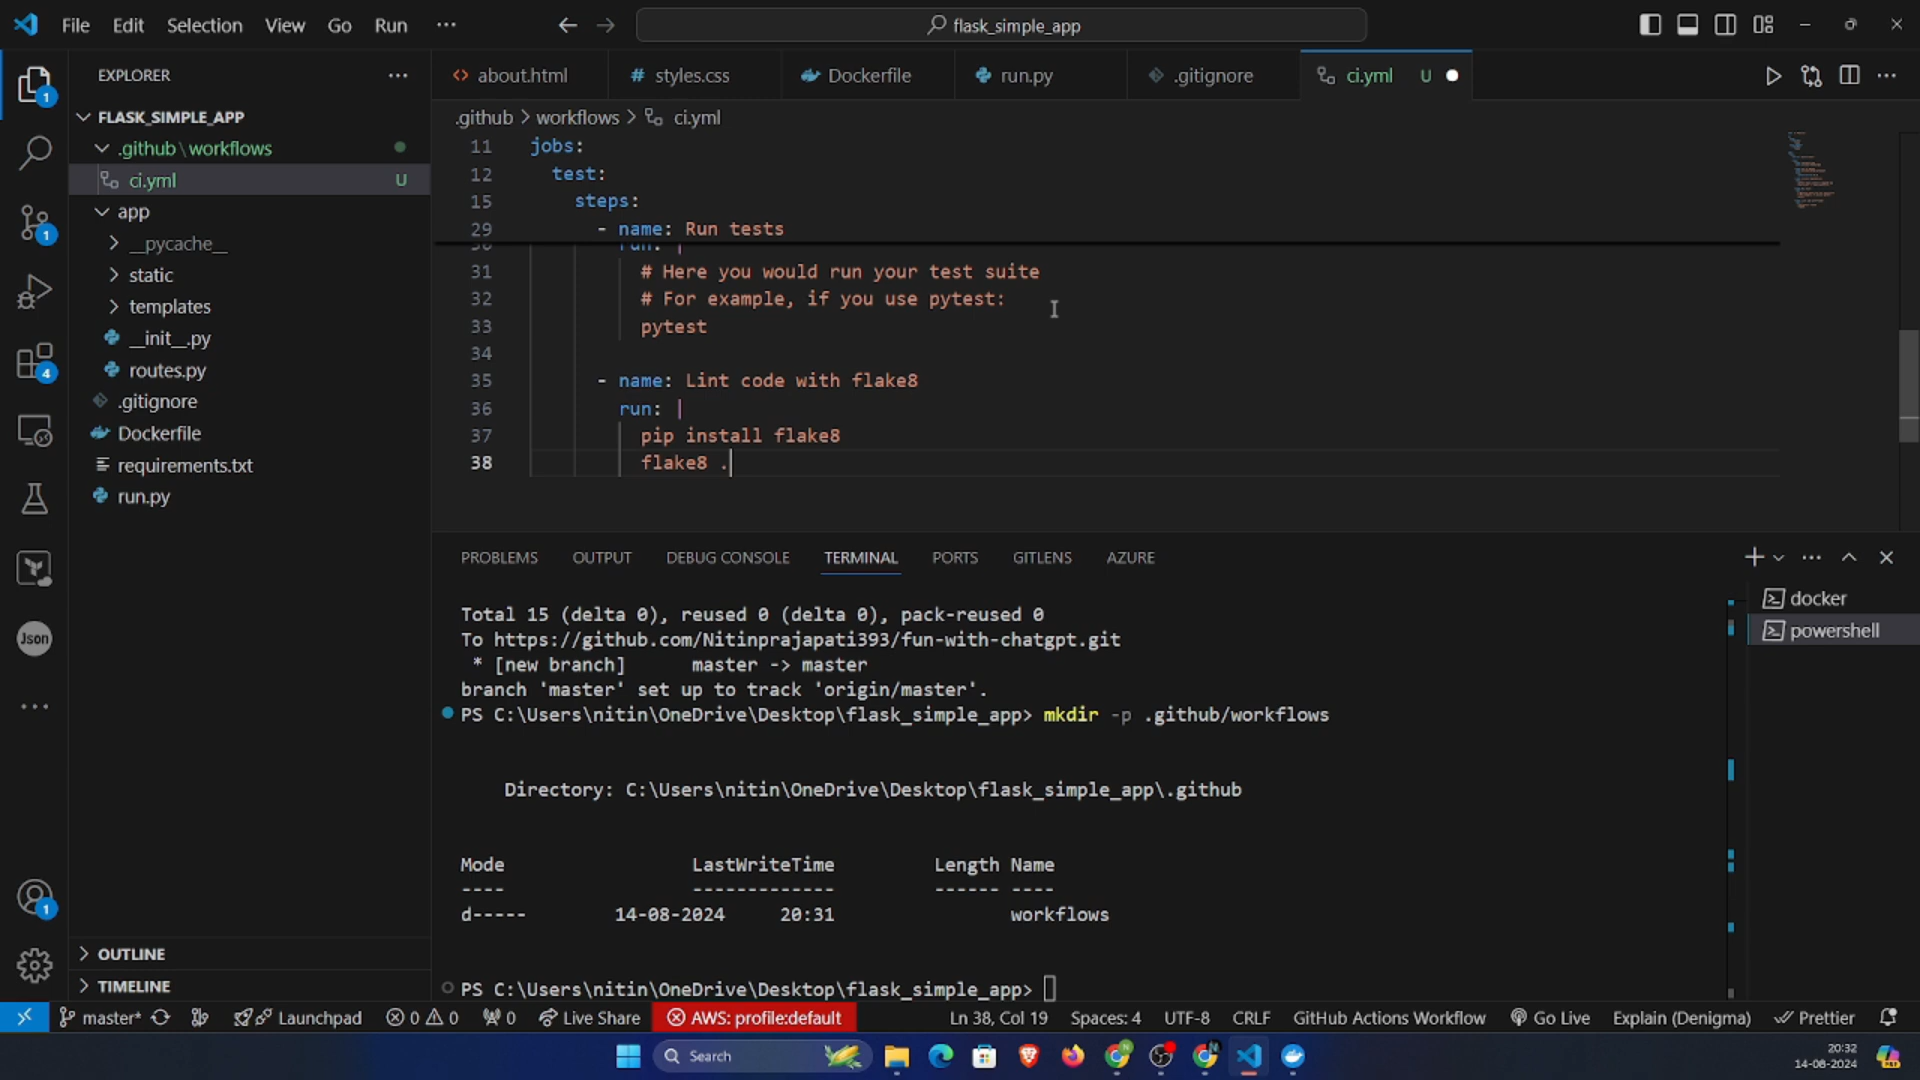 File Edit Selection View Go Run ··· flask_simple_app
EXPLORER ···
about.html # styles.css Dockerfile run.py .gitignore ci.yml U
FLASK_SIMPLE_APP
.github > workflows > ci.yml
.github\workflows
ci.yml U
app
__pycache__
static
templates
__init__.py
routes.py
.gitignore
Dockerfile
requirements.txt
run.py
OUTLINE
TIMELINE
1
1
4
Json
1
11 jobs:
12 test:
15 steps:
29 - name: Run tests
30 run: |
31 # Here you would run your test suite
32 # For example, if you use pytest:
33 pytest
34
35 - name: Lint code with flake8
36 run: |
37 pip install flake8
38 flake8 .
PROBLEMS OUTPUT DEBUG CONSOLE TERMINAL PORTS GITLENS AZURE
docker
powershell
Total 15 (delta 0), reused 0 (delta 0), pack-reused 0
To https://github.com/Nitinprajapati393/fun-with-chatgpt.git
* [new branch] master -> master
branch 'master' set up to track 'origin/master'.
PS C:\Users\nitin\OneDrive\Desktop\flask_simple_app> mkdir -p .github/workflows
Directory: C:\Users\nitin\OneDrive\Desktop\flask_simple_app\.github
Mode LastWriteTime Length Name
---- ------------- ------ ----
d----- 14-08-2024 20:31 workflows
PS C:\Users\nitin\OneDrive\Desktop\flask_simple_app>
master* Launchpad 0 0 0 Live Share AWS: profile:default Ln 38, Col 19 Spaces: 4 UTF-8 CRLF GitHub Actions Workflow Go Live Explain (Denigma) Prettier
Search
20:32
14-08-2024